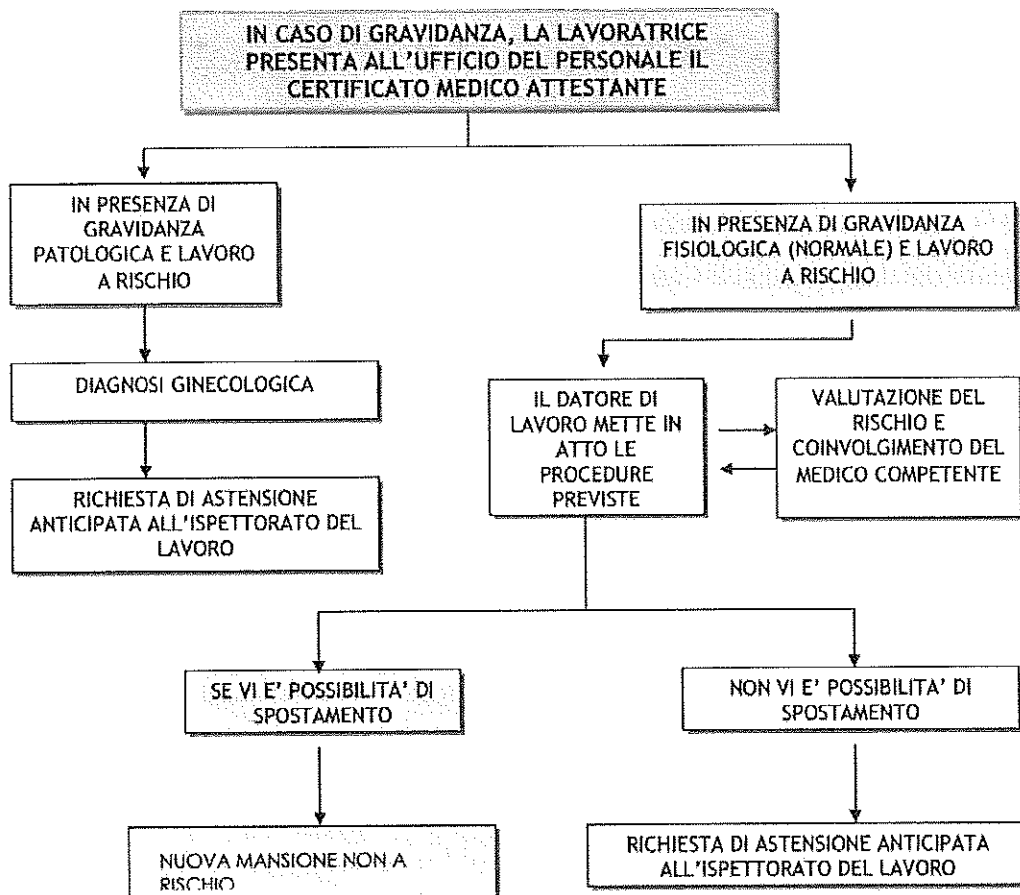 IN CASO DI GRAVIDANZA, LA LAVORATRICE
PRESENTA ALL'UFFICIO DEL PERSONALE IL
CERTIFICATO MEDICO ATTESTANTE
IN PRESENZA DI
GRAVIDANZA
PATOLOGICA E LAVORO
A RISCHIO
IN PRESENZA DI GRAVIDANZA
FISIOLOGICA (NORMALE) E LAVORO
A RISCHIO
DIAGNOSI GINECOLOGICA
IL DATORE DI
LAVORO METTE IN
ATTO LE
PROCEDURE
PREVISTE
VALUTAZIONE DEL
RISCHIO E
COINVOLGIMENTO DEL
MEDICO COMPETENTE
RICHIESTA DI ASTENSIONE
ANTICIPATA ALL'ISPETTORATO DEL
LAVORO
SE VI E' POSSIBILITA' DI
SPOSTAMENTO
NON VI E' POSSIBILITA' DI
SPOSTAMENTO
NUOVA MANSIONE NON A
RISCHIO
RICHIESTA DI ASTENSIONE ANTICIPATA
ALL'ISPETTORATO DEL LAVORO